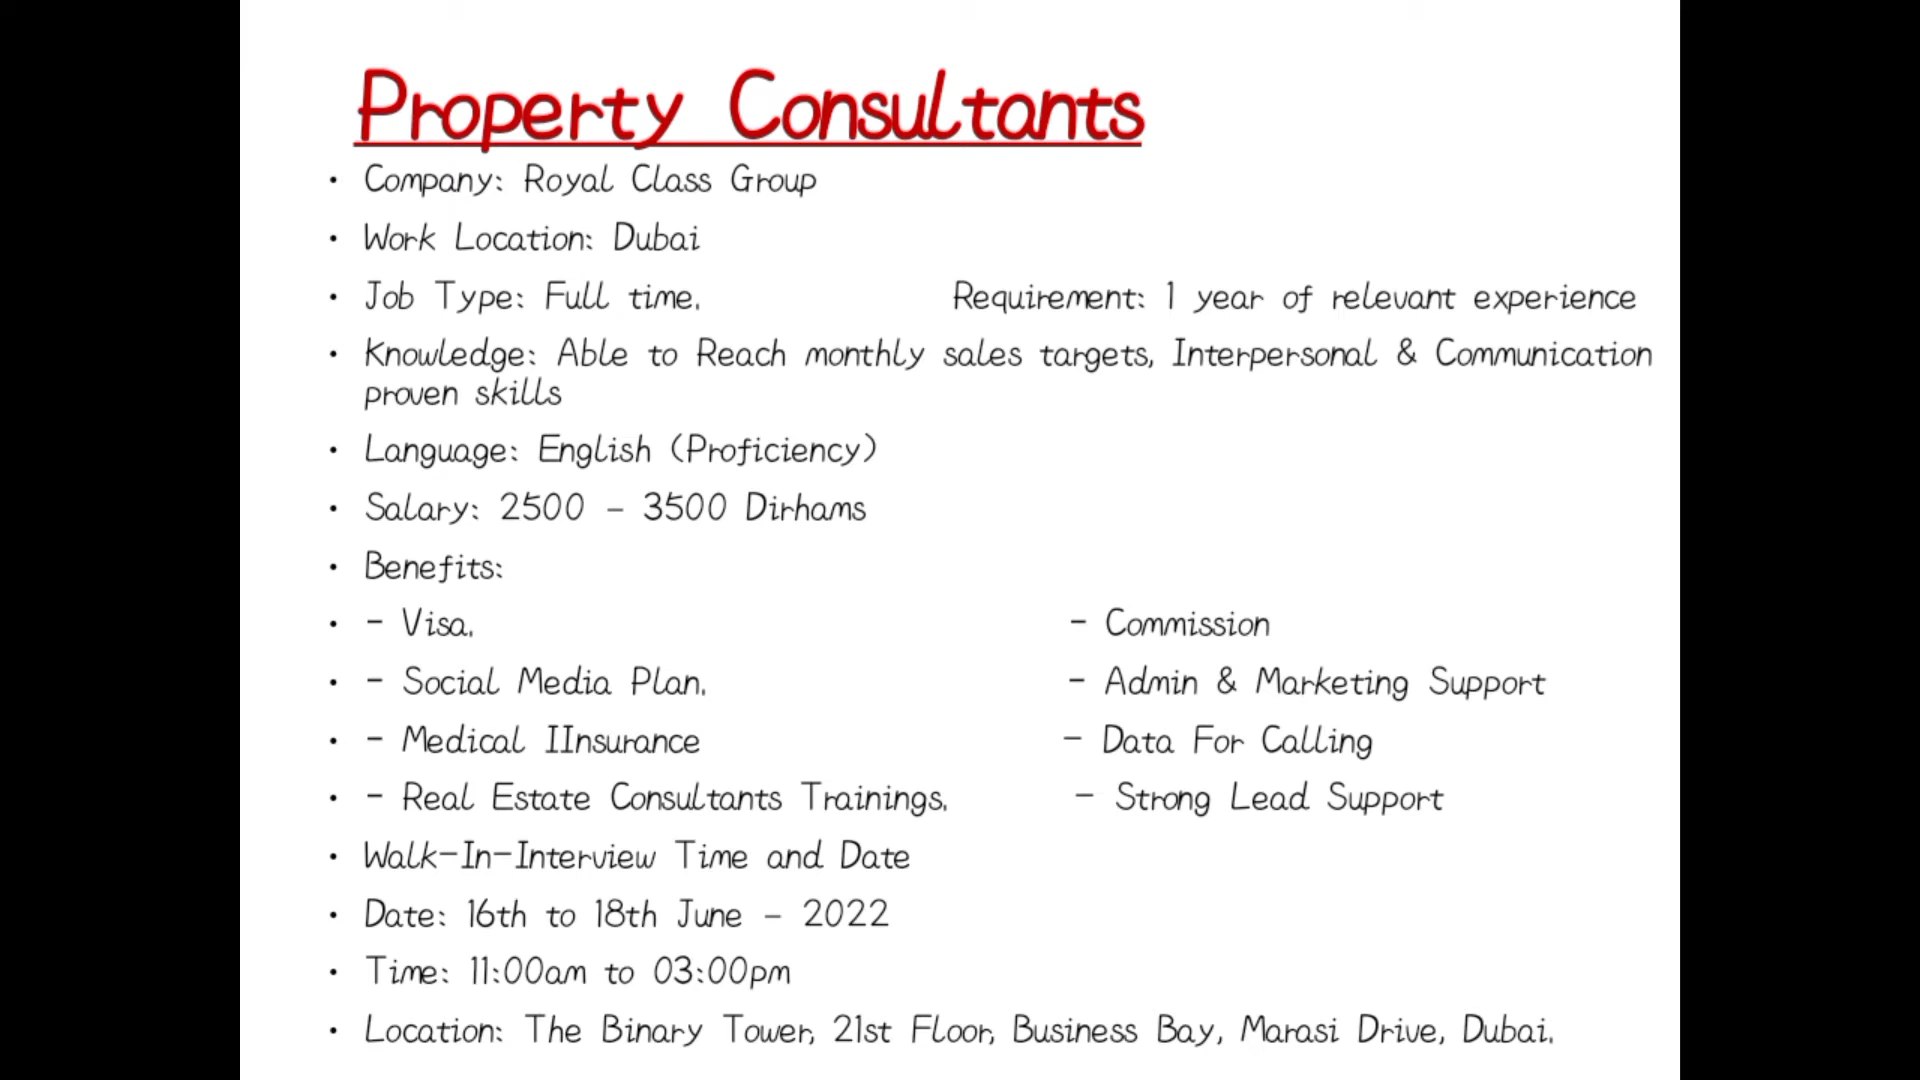 Property Consultants
• Company: Royal Class Group
• Work Location: Dubai
• Job Type: Full time. Requirement: 1 year of relevant experience
• Knowledge: Able to Reach monthly sales targets, Interpersonal & Communication
proven skills
• Language: English (Proficiency)
• Salary: 2500 – 3500 Dirhams
• Benefits:
• - Visa. - Commission
• - Social Media Plan. - Admin & Marketing Support
• - Medical IInsurance - Data For Calling
• - Real Estate Consultants Trainings. - Strong Lead Support
• Walk-In-Interview Time and Date
• Date: 16th to 18th June – 2022
• Time: 11:00am to 03:00pm
• Location: The Binary Tower, 21st Floor, Business Bay, Marasi Drive, Dubai.